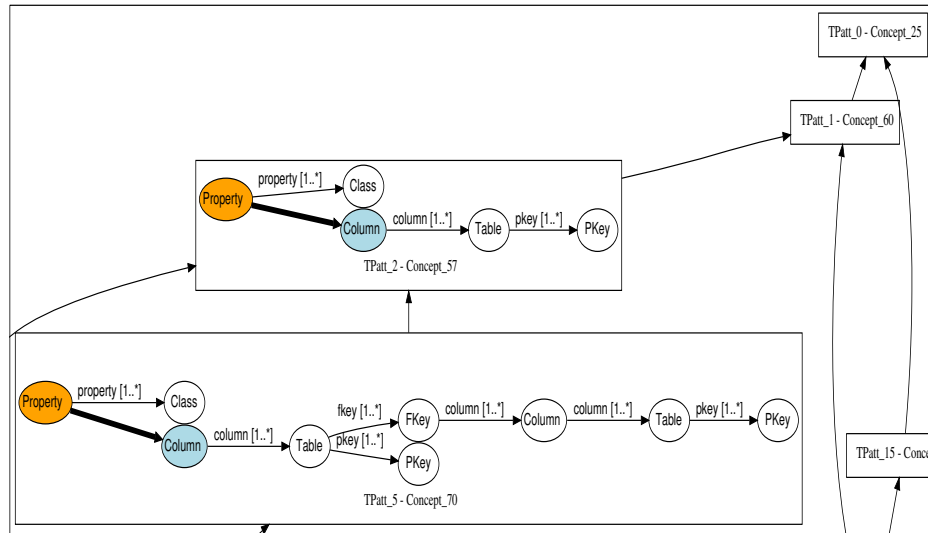 TPatt_0 - Concept_25
TPatt_1 - Concept_60
property [1..*]
Class
Property
Column
column [1..*]
Table
pkey [1..*]
PKey
TPatt_2 - Concept_57
Property
property [1..*]
Class
Column
column [1..*]
Table
fkey [1..*]
FKey
column [1..*]
Column
column [1..*]
Table
pkey [1..*]
PKey
pkey [1..*]
PKey
TPatt_5 - Concept_70
TPatt_15 - Conce